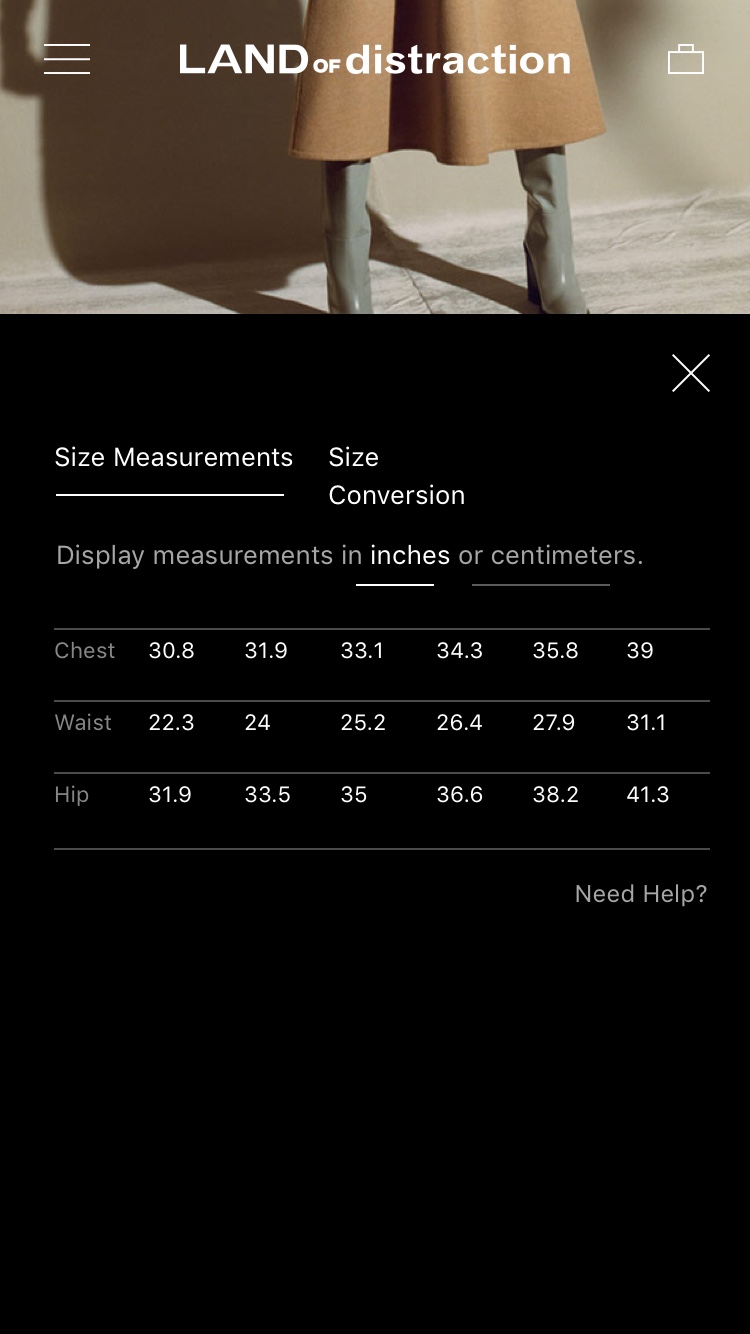 LAND OF distraction
Size Measurements
Size
Conversion
Display measurements in inches or centimeters.
Chest 30.8 31.9 33.1 34.3 35.8 39
Waist 22.3 24 25.2 26.4 27.9 31.1
Hip 31.9 33.5 35 36.6 38.2 41.3
Need Help?